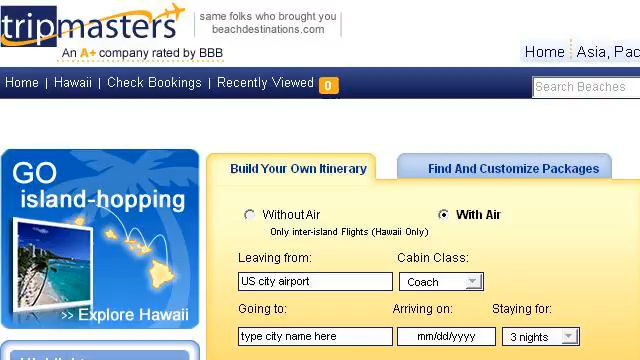 tripmasters
same folks who brought you
beachdestinations.com
An A+ company rated by BBB
Home Asia, Pac
Home | Hawaii | Check Bookings | Recently Viewed 0
Search Beaches
GO
island-hopping
>> Explore Hawaii
Build Your Own Itinerary
Find And Customize Packages
Without Air
With Air
Only inter-island Flights (Hawaii Only)
Leaving from:
Cabin Class:
US city airport
Coach
Going to:
Arriving on:
Staying for:
type city name here
mm/dd/yyyy
3 nights